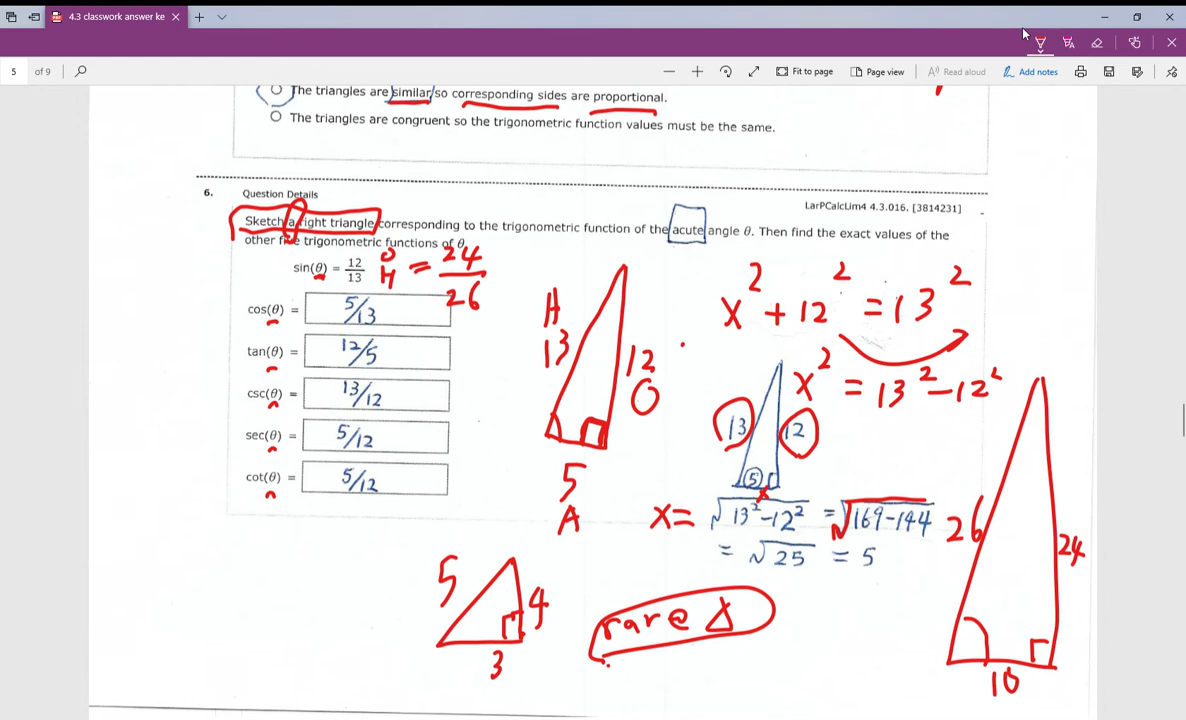 4.3 classwork answer ke
5 of 9
Fit to page
Page view
Read aloud
Add notes
The triangles are similar so corresponding sides are proportional.
The triangles are congruent so the trigonometric function values must be the same.
6. Question Details
LarPCalcLim4 4.3.016. [3814231]
Sketch a right triangle corresponding to the trigonometric function of the acute angle θ. Then find the exact values of the
other five trigonometric functions of θ.
sin(θ) = 12/13 O/H = 24/26
cos(θ) = 5/13
tan(θ) = 12/5
csc(θ) = 13/12
sec(θ) = 5/12
cot(θ) = 5/12
H
13
12
O
5
A
x² + 12² = 13²
x² = 13² - 12²
13
12
5
x
x = √13²-12² = √169-144
= √25 = 5
26
24
10
5
4
3
rare △